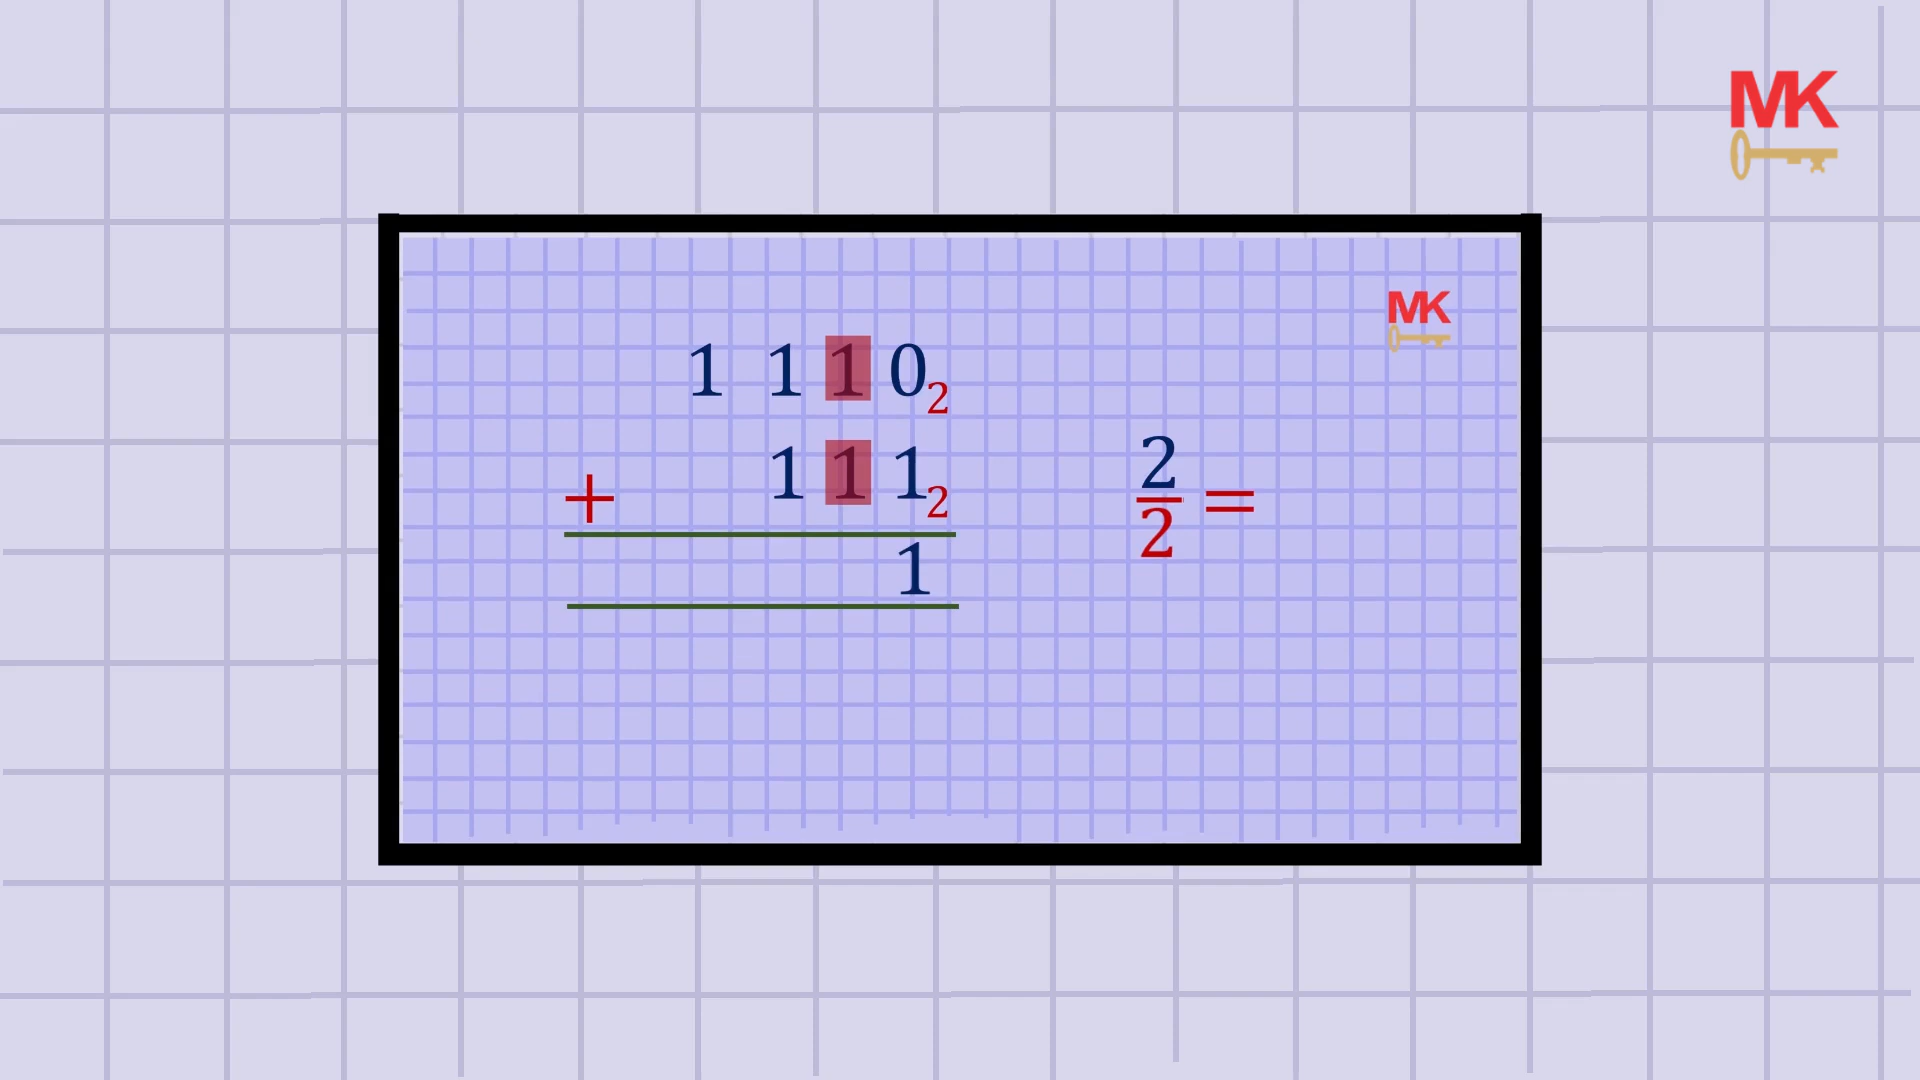 MK
MK
1 1 1 0₂
+ 1 1 1₂
1
2/2 =